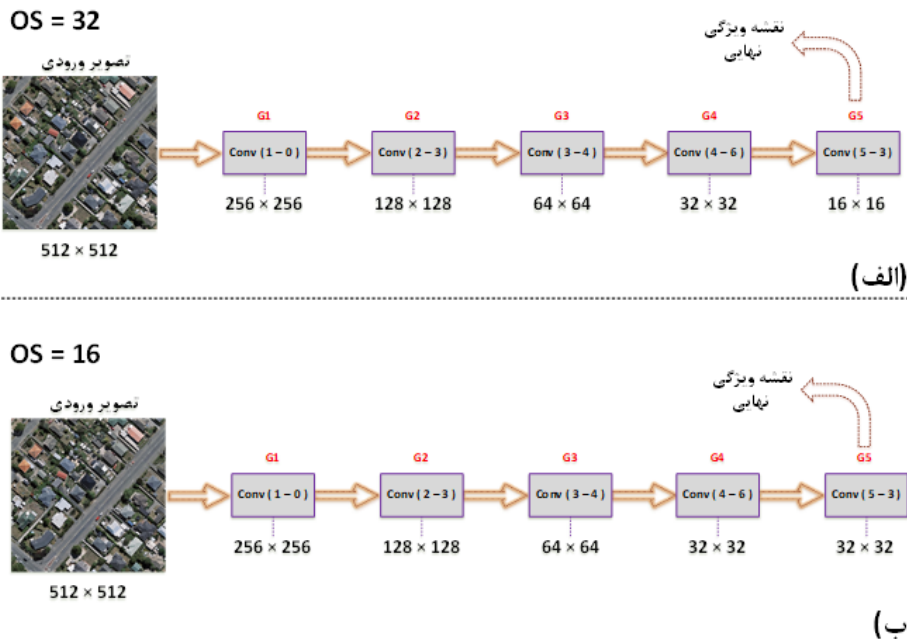 OS = 32
تصویر ورودی
نقشه ویژگی
نهایی
G1 G2 G3 G4 G5
Conv ( 1 – 0 ) Conv ( 2 – 3 ) Conv ( 3 – 4 ) Conv ( 4 – 6 ) Conv ( 5 – 3 )
256 × 256 128 × 128 64 × 64 32 × 32 16 × 16
512 × 512
الف)
OS = 16
تصویر ورودی
نقشه ویژگی
نهایی
G1 G2 G3 G4 G5
Conv ( 1 – 0 ) Conv ( 2 – 3 ) Conv ( 3 – 4 ) Conv ( 4 – 6 ) Conv ( 5 – 3 )
256 × 256 128 × 128 64 × 64 32 × 32 32 × 32
512 × 512
ب)